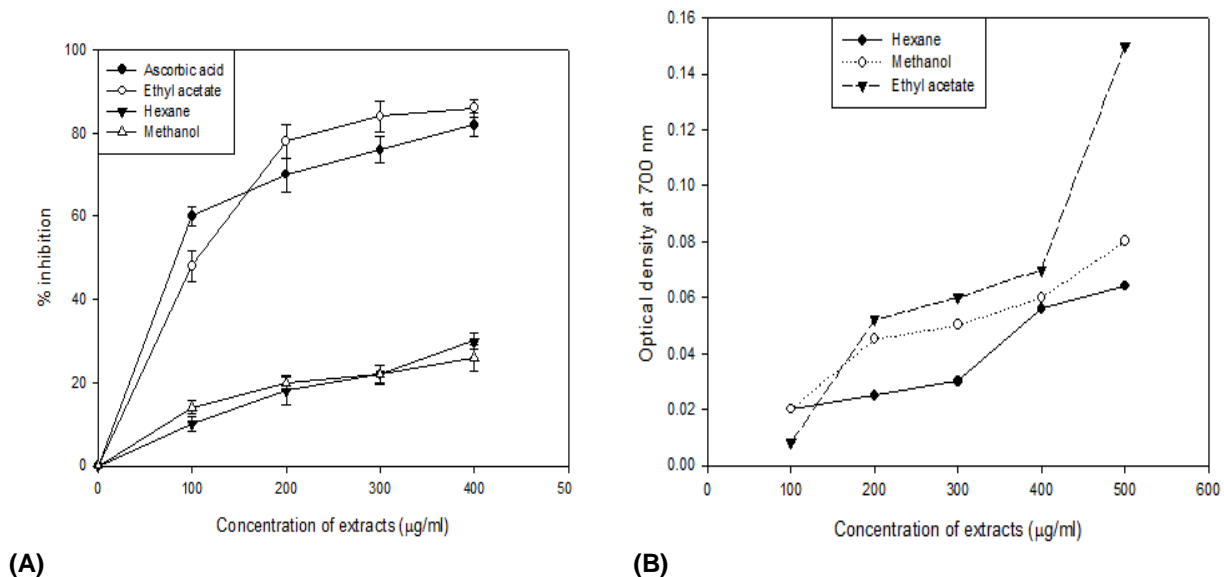 100
80
60
40
20
0
% inhibition
Ascorbic acid
Ethyl acetate
Hexane
Methanol
0 100 200 300 400 50
Concentration of extracts (µg/ml)
(A)
0.16
0.14
0.12
0.10
0.08
0.06
0.04
0.02
0.00
Optical density at 700 nm
Hexane
Methanol
Ethyl acetate
0 100 200 300 400 500 600
Concentration of extracts (µg/ml)
(B)